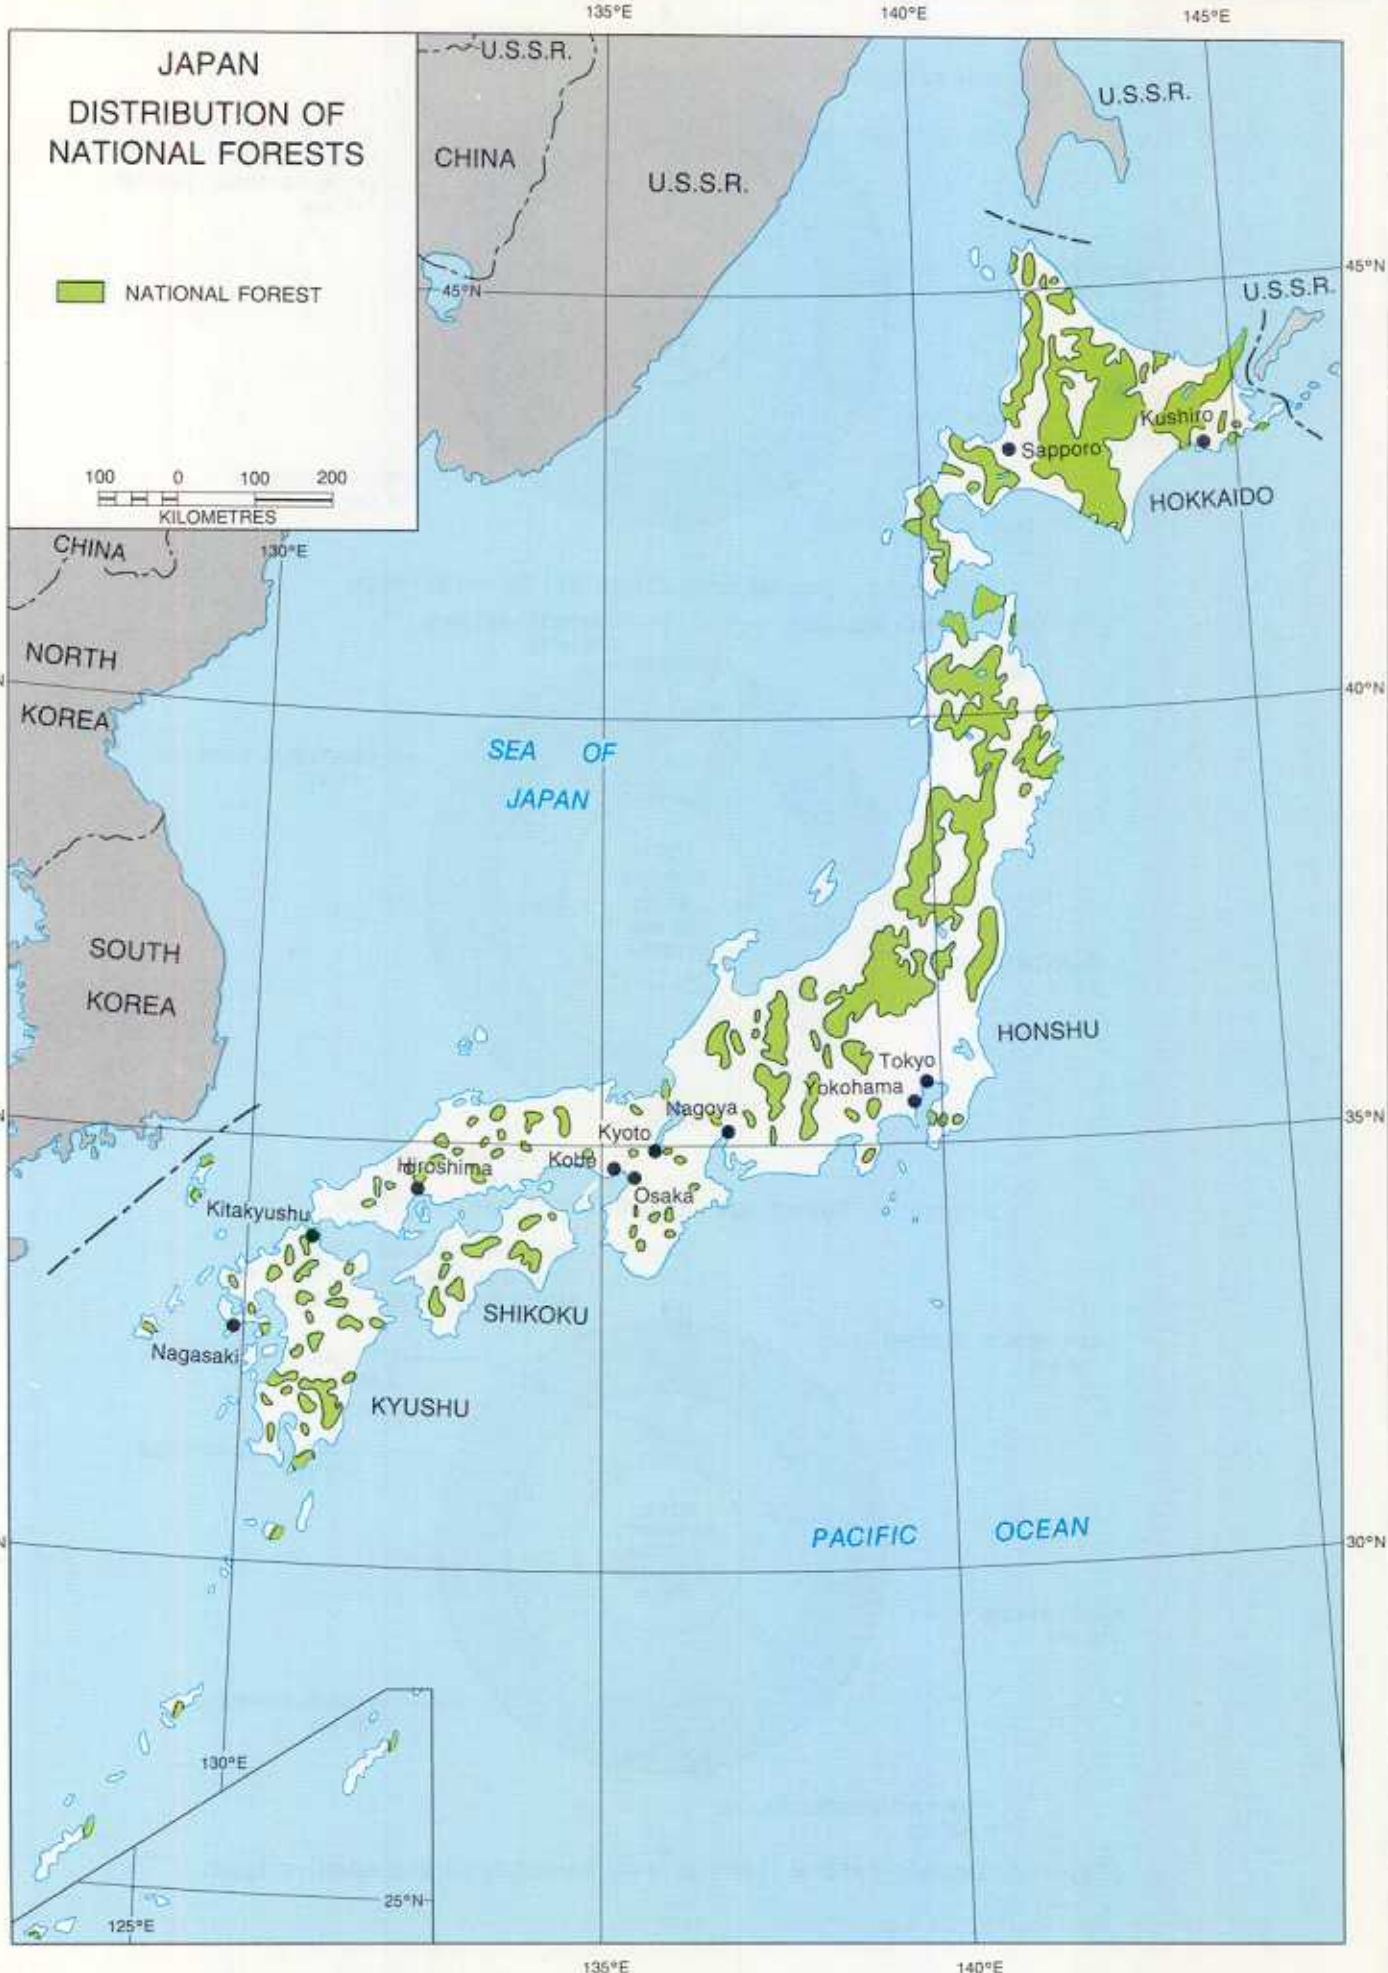 135°E
140°E
145°E
JAPAN
DISTRIBUTION OF
NATIONAL FORESTS
NATIONAL FOREST
100 0 100 200
KILOMETRES
U.S.S.R.
CHINA
U.S.S.R.
U.S.S.R.
45°N
45°N
U.S.S.R.
Kushiro
Sapporo
HOKKAIDO
CHINA
130°E
NORTH
KOREA
N
40°N
SEA OF
JAPAN
SOUTH
KOREA
HONSHU
Tokyo
Yokohama
Nagoya
N
35°N
Kyoto
Kobe
Hiroshima
Osaka
Kitakyushu
SHIKOKU
Nagasaki
KYUSHU
PACIFIC OCEAN
N
30°N
130°E
25°N
125°E
135°E
140°E